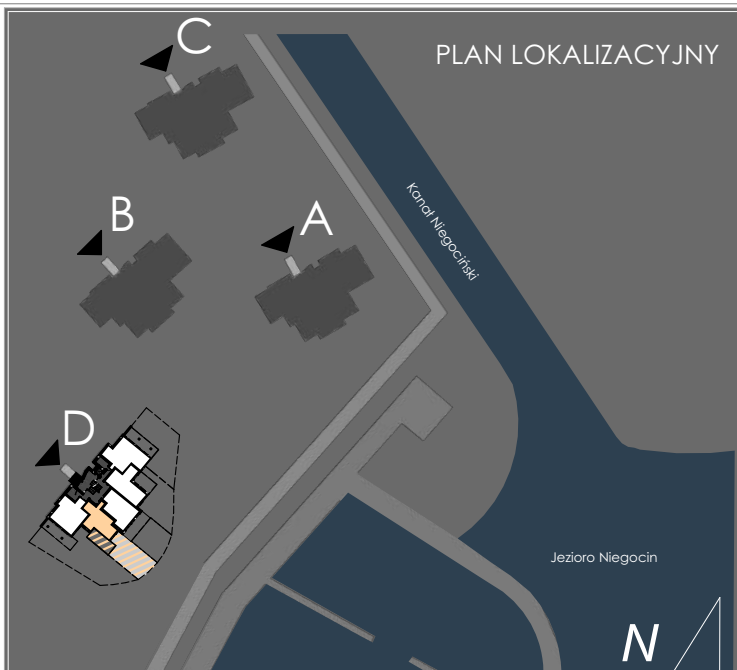 PLAN LOKALIZACYJNY
C
B
A
Kanał Niegociński
D
Jezioro Niegocin
N